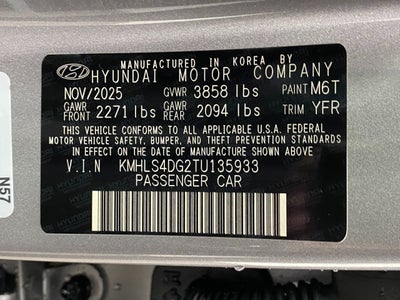 MANUFACTURED IN KOREA BY
HYUNDAI MOTOR COMPANY
NOV/2025 GVWR 3858 lbs PAINT M6T
GAWR FRONT 2271 lbs GAWR REAR 2094 lbs TRIM YFR
THIS VEHICLE CONFORMS TO ALL APPLICABLE U.S.A. FEDERAL
MOTOR VEHICLE SAFETY, BUMPER, AND THEFT PREVENTION STANDARDS
IN EFFECT ON THE DATE OF MANUFACTURE SHOWN ABOVE.
V.I.N KMHLS4DG2TU135933
PASSENGER CAR
N57